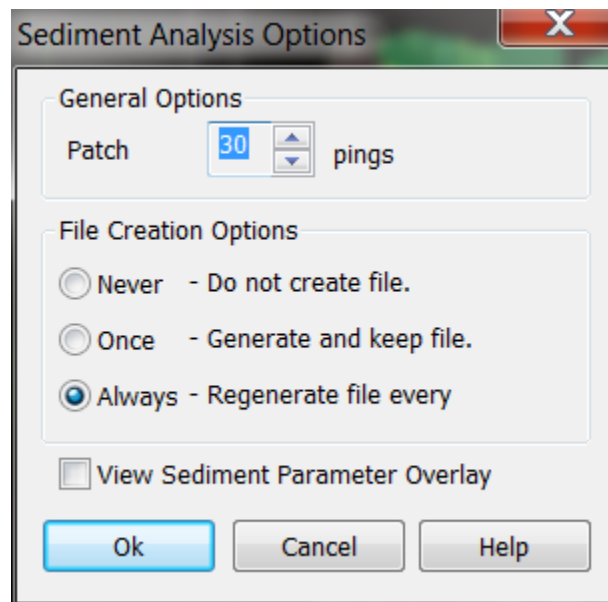 Sediment Analysis Options
X
General Options
Patch 30 pings
File Creation Options
Never - Do not create file.
Once - Generate and keep file.
Always - Regenerate file every
View Sediment Parameter Overlay
Ok Cancel Help